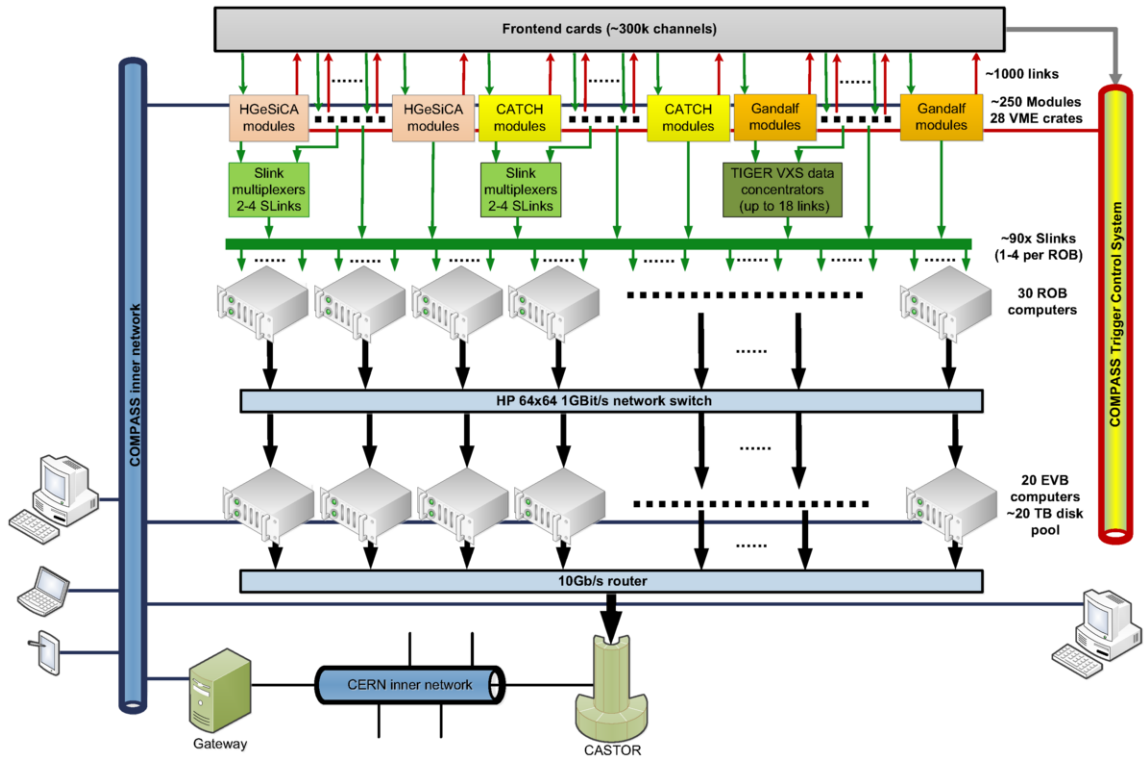 Frontend cards (~300k channels)
~1000 links
HGeSiCA
modules
HGeSiCA
modules
CATCH
modules
CATCH
modules
Gandalf
modules
Gandalf
modules
~250 Modules
28 VME crates
Slink
multiplexers
2-4 SLinks
Slink
multiplexers
2-4 SLinks
TIGER VXS data
concentrators
(up to 18 links)
~90x Slinks
(1-4 per ROB)
30 ROB
computers
COMPASS inner network
COMPASS Trigger Control System
HP 64x64 1GBit/s network switch
20 EVB
computers
~20 TB disk
pool
10Gb/s router
CERN inner network
Gateway
CASTOR